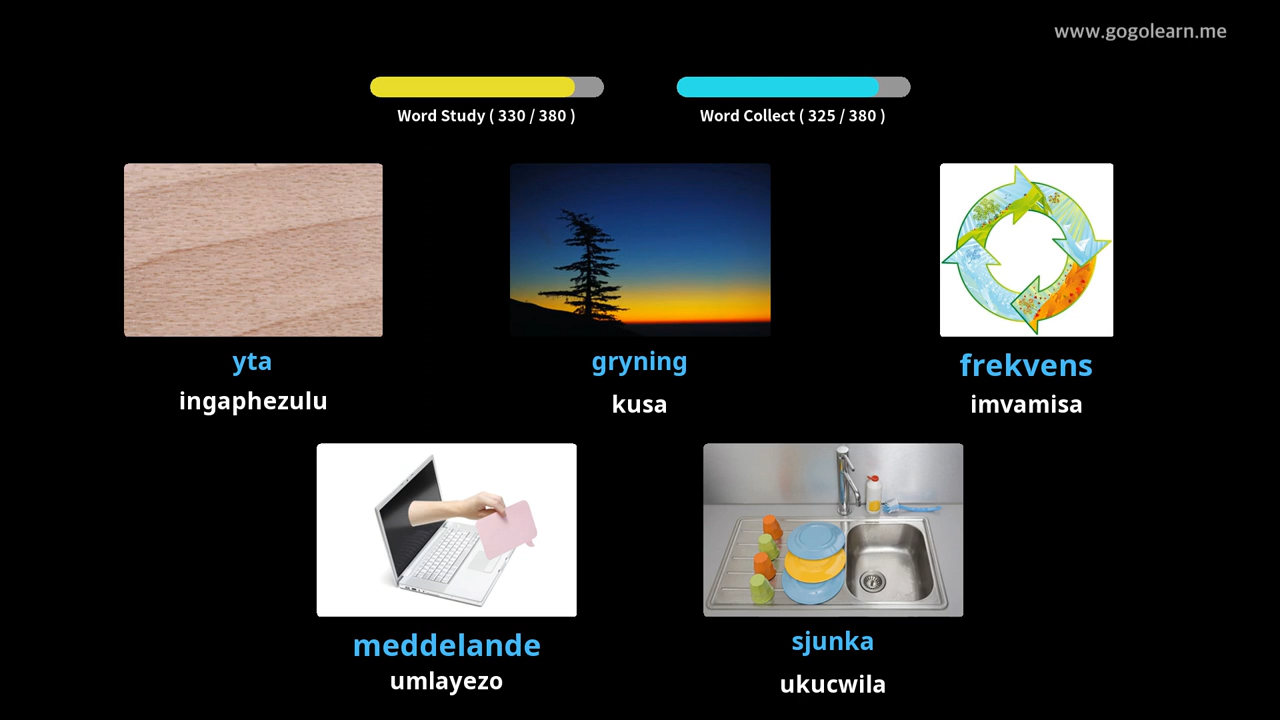 www.gogolearn.me
Word Study ( 330 / 380 )
Word Collect ( 325 / 380 )
yta
gryning
frekvens
ingaphezulu
kusa
imvamisa
meddelande
sjunka
umlayezo
ukucwila